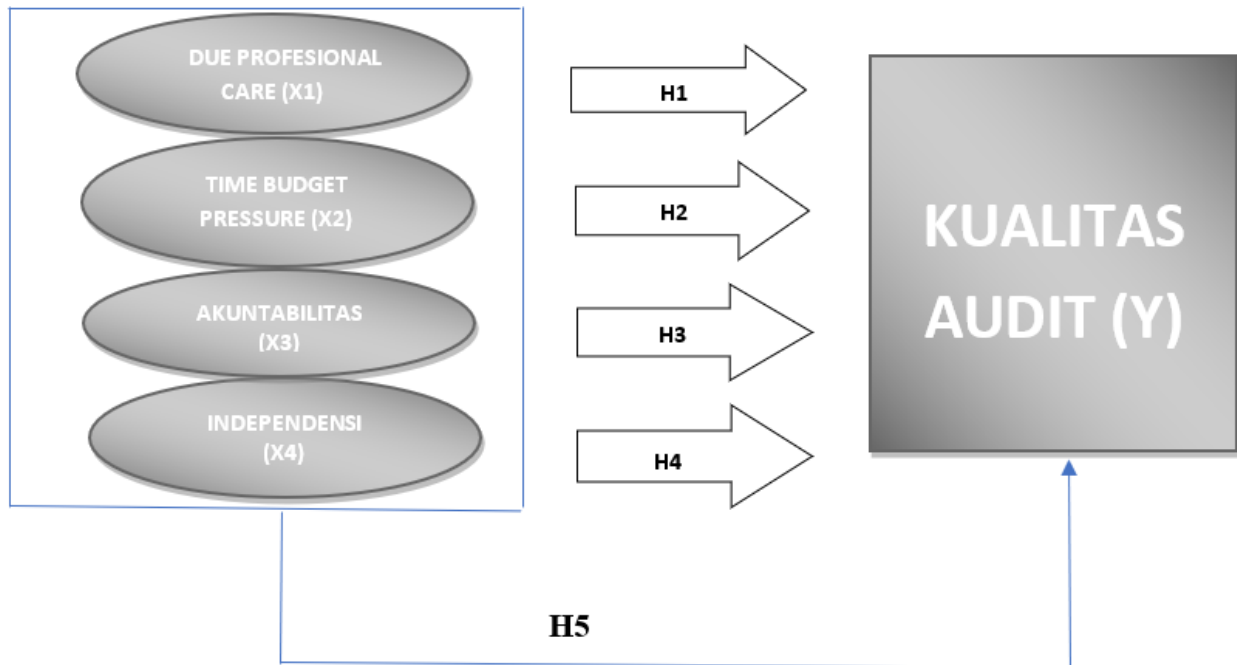 DUE PROFESIONAL
CARE (X1)
H1
TIME BUDGET
PRESSURE (X2)
H2
AKUNTABILITAS
(X3)
H3
INDEPENDENSI
(X4)
H4
KUALITAS
AUDIT (Y)
H5